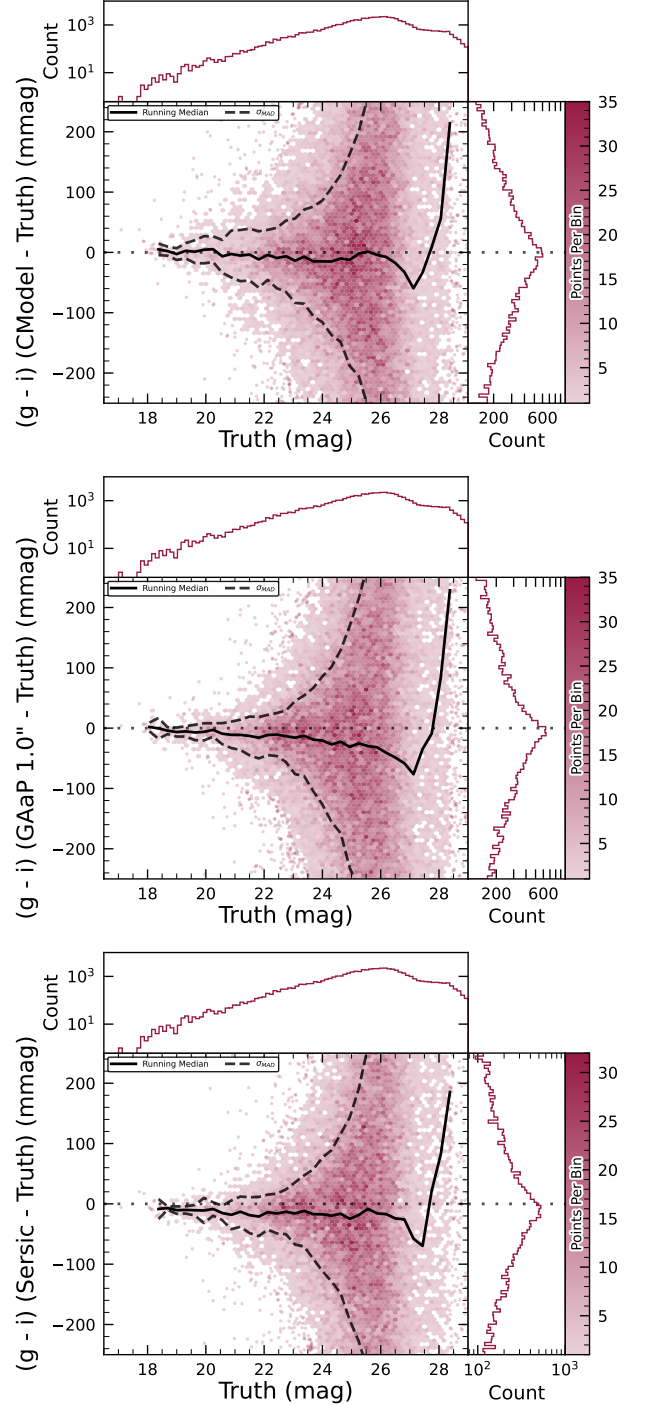 Count
10³
10¹
(g - i) (CModel - Truth) (mmag)
Running Median
σMAD
200
100
0
−100
−200
18 20 22 24 26 28
Truth (mag)
200 600
Count
Points Per Bin
35
30
25
20
15
10
5
Count
10³
10¹
(g - i) (GAaP 1.0" - Truth) (mmag)
Running Median
σMAD
200
100
0
−100
−200
18 20 22 24 26 28
Truth (mag)
200 600
Count
Points Per Bin
35
30
25
20
15
10
5
Count
10³
10¹
(g - i) (Sersic - Truth) (mmag)
Running Median
σMAD
200
100
0
−100
−200
18 20 22 24 26 28
Truth (mag)
10² 10³
Count
Points Per Bin
30
25
20
15
10
5